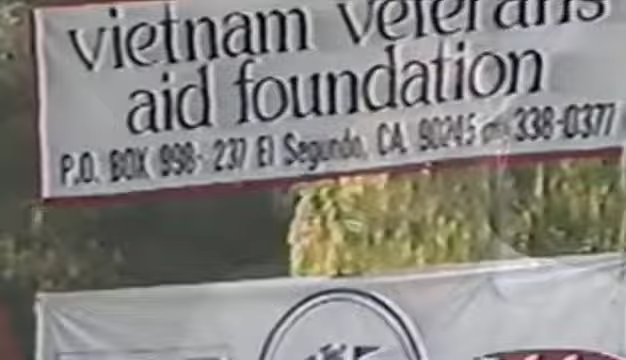 vietnam veterans
aid foundation
P.O. BOX 998-237 El Segundo, CA. 90245 338-0377